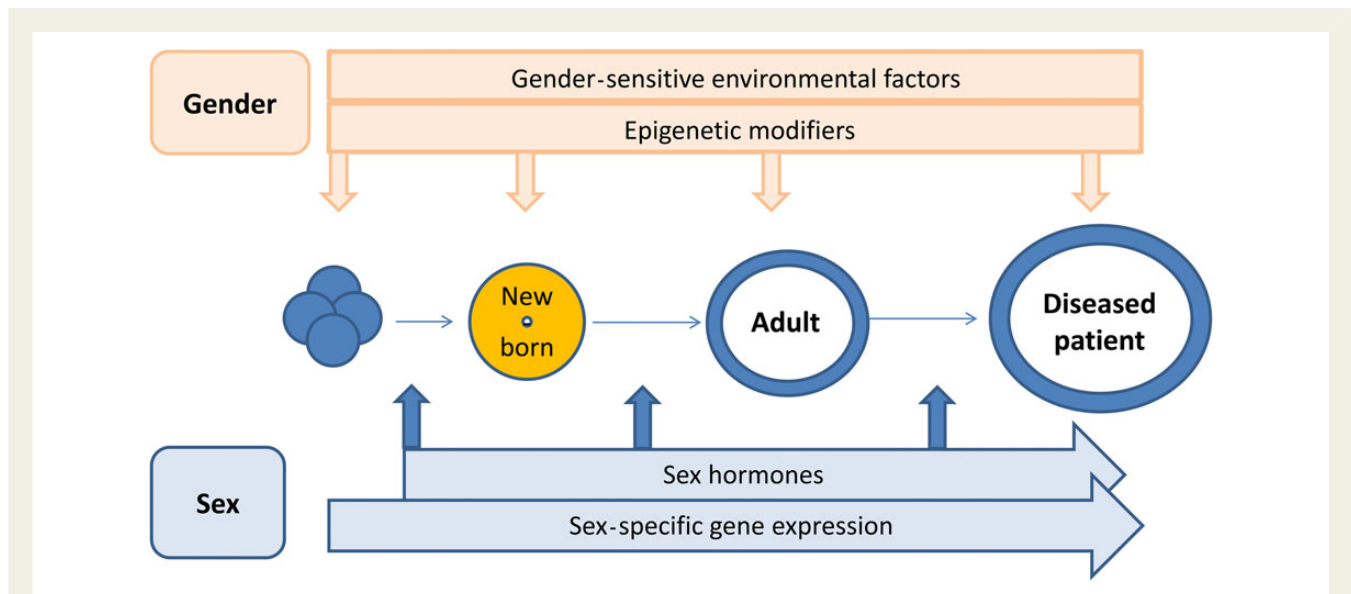 Gender
Gender-sensitive environmental factors
Epigenetic modifiers
New
born
Adult
Diseased
patient
Sex
Sex hormones
Sex-specific gene expression